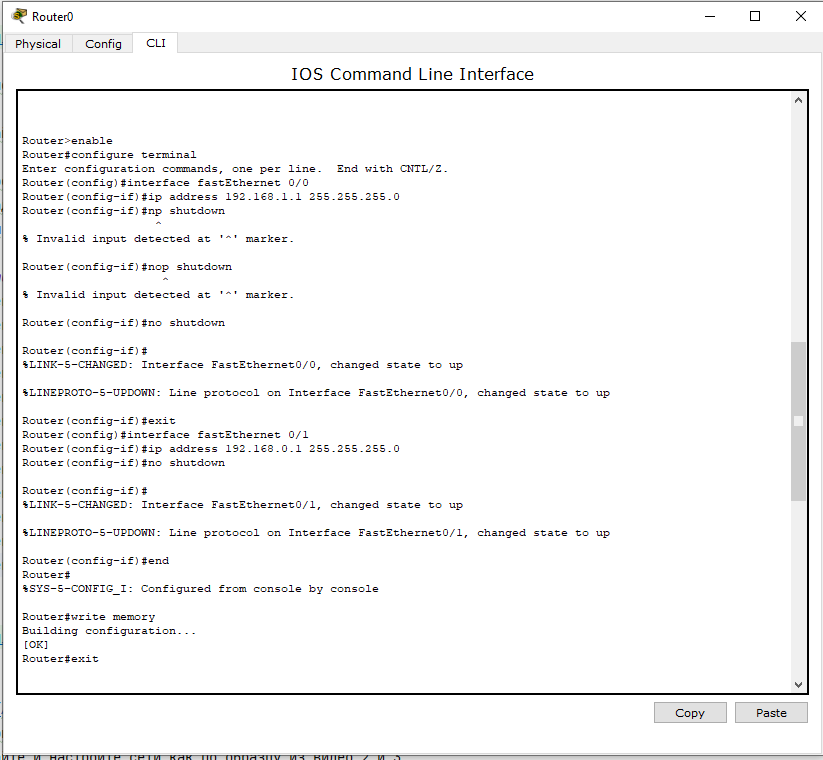 Router0
Physical
Config
CLI
IOS Command Line Interface
Router>enable
Router#configure terminal
Enter configuration commands, one per line.  End with CNTL/Z.
Router(config)#interface fastEthernet 0/0
Router(config-if)#ip address 192.168.1.1 255.255.255.0
Router(config-if)#np shutdown
^
% Invalid input detected at '^' marker.
Router(config-if)#nop shutdown
^
% Invalid input detected at '^' marker.
Router(config-if)#no shutdown
Router(config-if)#
%LINK-5-CHANGED: Interface FastEthernet0/0, changed state to up
%LINEPROTO-5-UPDOWN: Line protocol on Interface FastEthernet0/0, changed state to up
Router(config-if)#exit
Router(config)#interface fastEthernet 0/1
Router(config-if)#ip address 192.168.0.1 255.255.255.0
Router(config-if)#no shutdown
Router(config-if)#
%LINK-5-CHANGED: Interface FastEthernet0/1, changed state to up
%LINEPROTO-5-UPDOWN: Line protocol on Interface FastEthernet0/1, changed state to up
Router(config-if)#end
Router#
%SYS-5-CONFIG_I: Configured from console by console
Router#write memory
Building configuration...
[OK]
Router#exit
Copy
Paste
и настройте сети как по образцу из видео 2 и 3